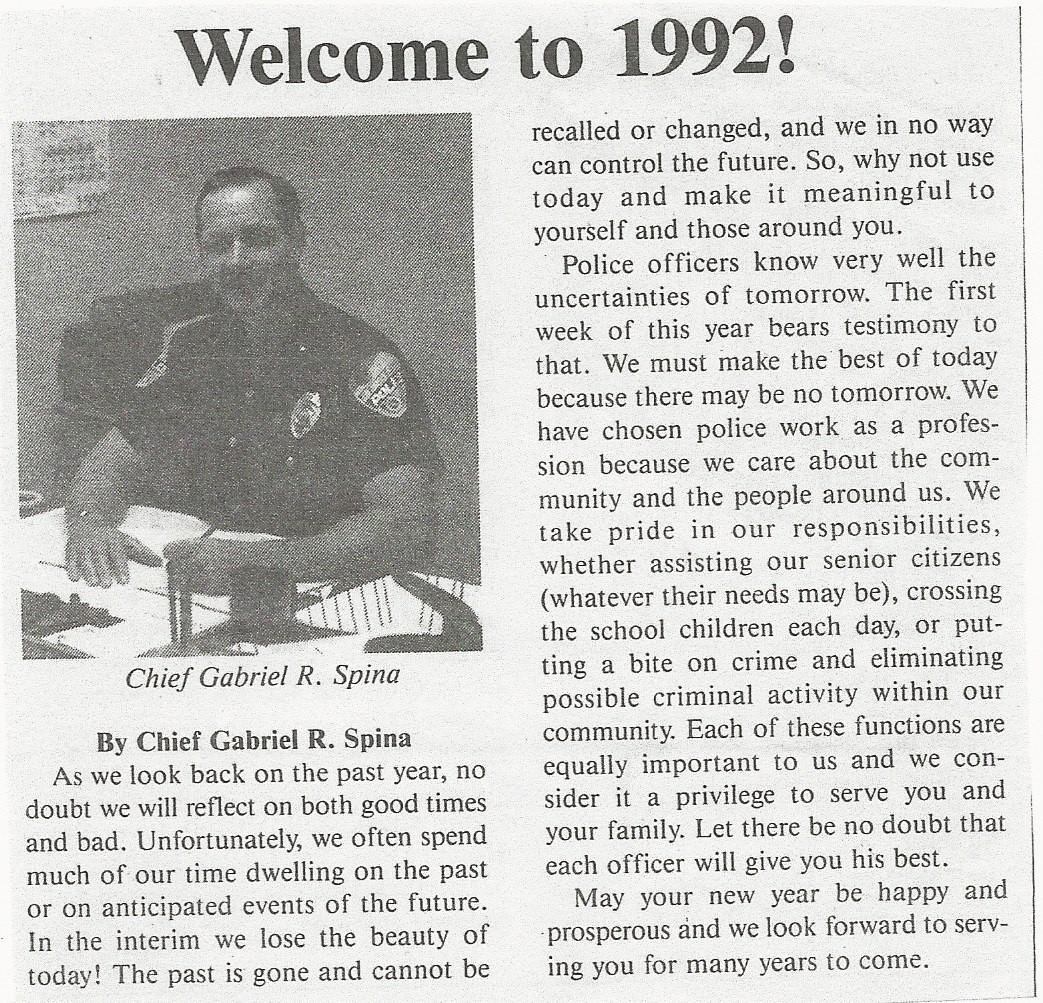 Welcome to 1992!
POLICE
Chief Gabriel R. Spina
By Chief Gabriel R. Spina
As we look back on the past year, no
doubt we will reflect on both good times
and bad. Unfortunately, we often spend
much of our time dwelling on the past
or on anticipated events of the future.
In the interim we lose the beauty of
today! The past is gone and cannot be
recalled or changed, and we in no way
can control the future. So, why not use
today and make it meaningful to
yourself and those around you.
Police officers know very well the
uncertainties of tomorrow. The first
week of this year bears testimony to
that. We must make the best of today
because there may be no tomorrow. We
have chosen police work as a profes-
sion because we care about the com-
munity and the people around us. We
take pride in our responsibilities,
whether assisting our senior citizens
(whatever their needs may be), crossing
the school children each day, or put-
ting a bite on crime and eliminating
possible criminal activity within our
community. Each of these functions are
equally important to us and we con-
sider it a privilege to serve you and
your family. Let there be no doubt that
each officer will give you his best.
May your new year be happy and
prosperous and we look forward to serv-
ing you for many years to come.